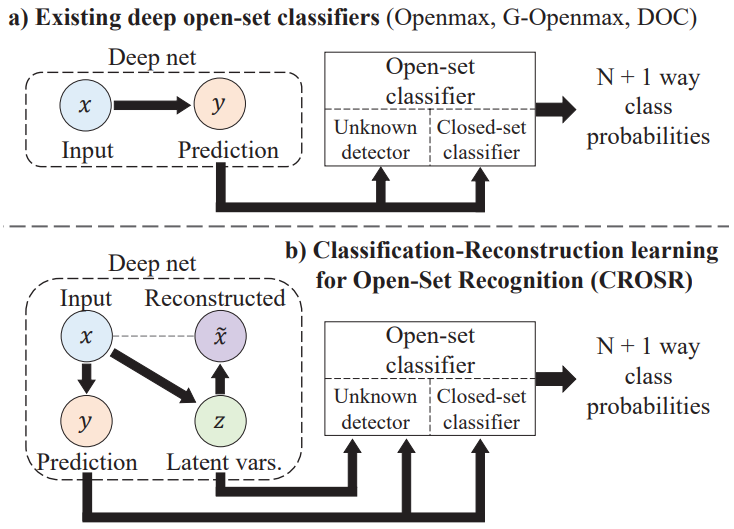 a) Existing deep open-set classifiers (Openmax, G-Openmax, DOC)
Deep net
x
y
Input
Prediction
Open-set
classifier
Unknown
detector
Closed-set
classifier
N + 1 way
class
probabilities
b) Classification-Reconstruction learning
for Open-Set Recognition (CROSR)
Deep net
Input
Reconstructed
x
x̃
y
z
Prediction
Latent vars.
Open-set
classifier
Unknown
detector
Closed-set
classifier
N + 1 way
class
probabilities